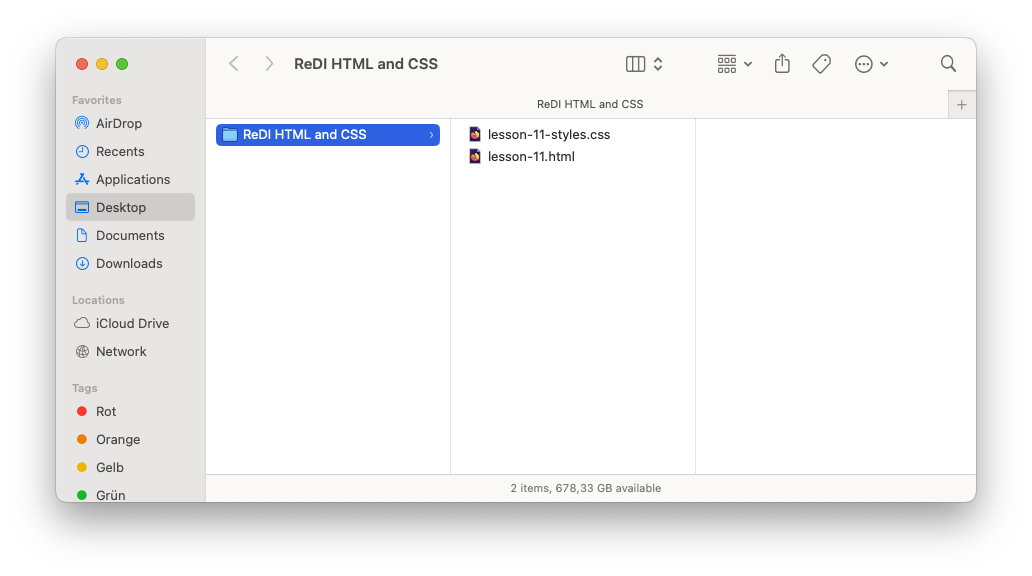 ReDI HTML and CSS
ReDI HTML and CSS
Favorites
AirDrop
Recents
Applications
Desktop
Documents
Downloads
Locations
iCloud Drive
Network
Tags
Rot
Orange
Gelb
Grün
ReDI HTML and CSS
lesson-11-styles.css
lesson-11.html
2 items, 678,33 GB available